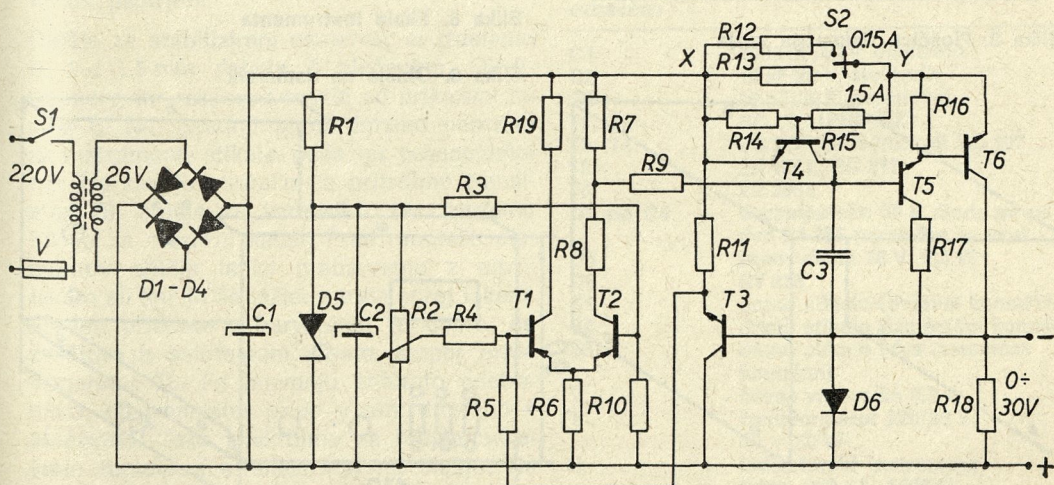 S1
220V
V
26V
D1-D4
C1
R1
D5
C2
R2
R3
R4
R5
T1
R19
R8
R6
R7
T2
R10
R9
X
R12
R13
S2
0.15A
1.5A
Y
R14
R15
T4
R11
T3
C3
D6
R16
T5
T6
R17
R18
0÷
30V
−
+